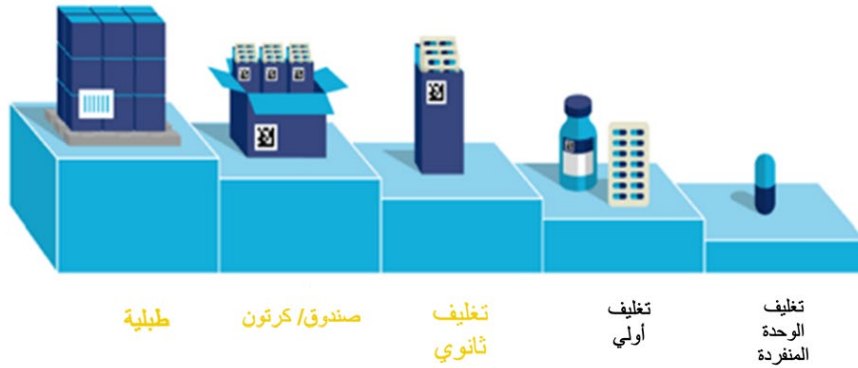 طبلية
صندوق/ كرتون
تغليف
ثانوي
تغليف
أولي
تغليف
الوحدة
المنفردة